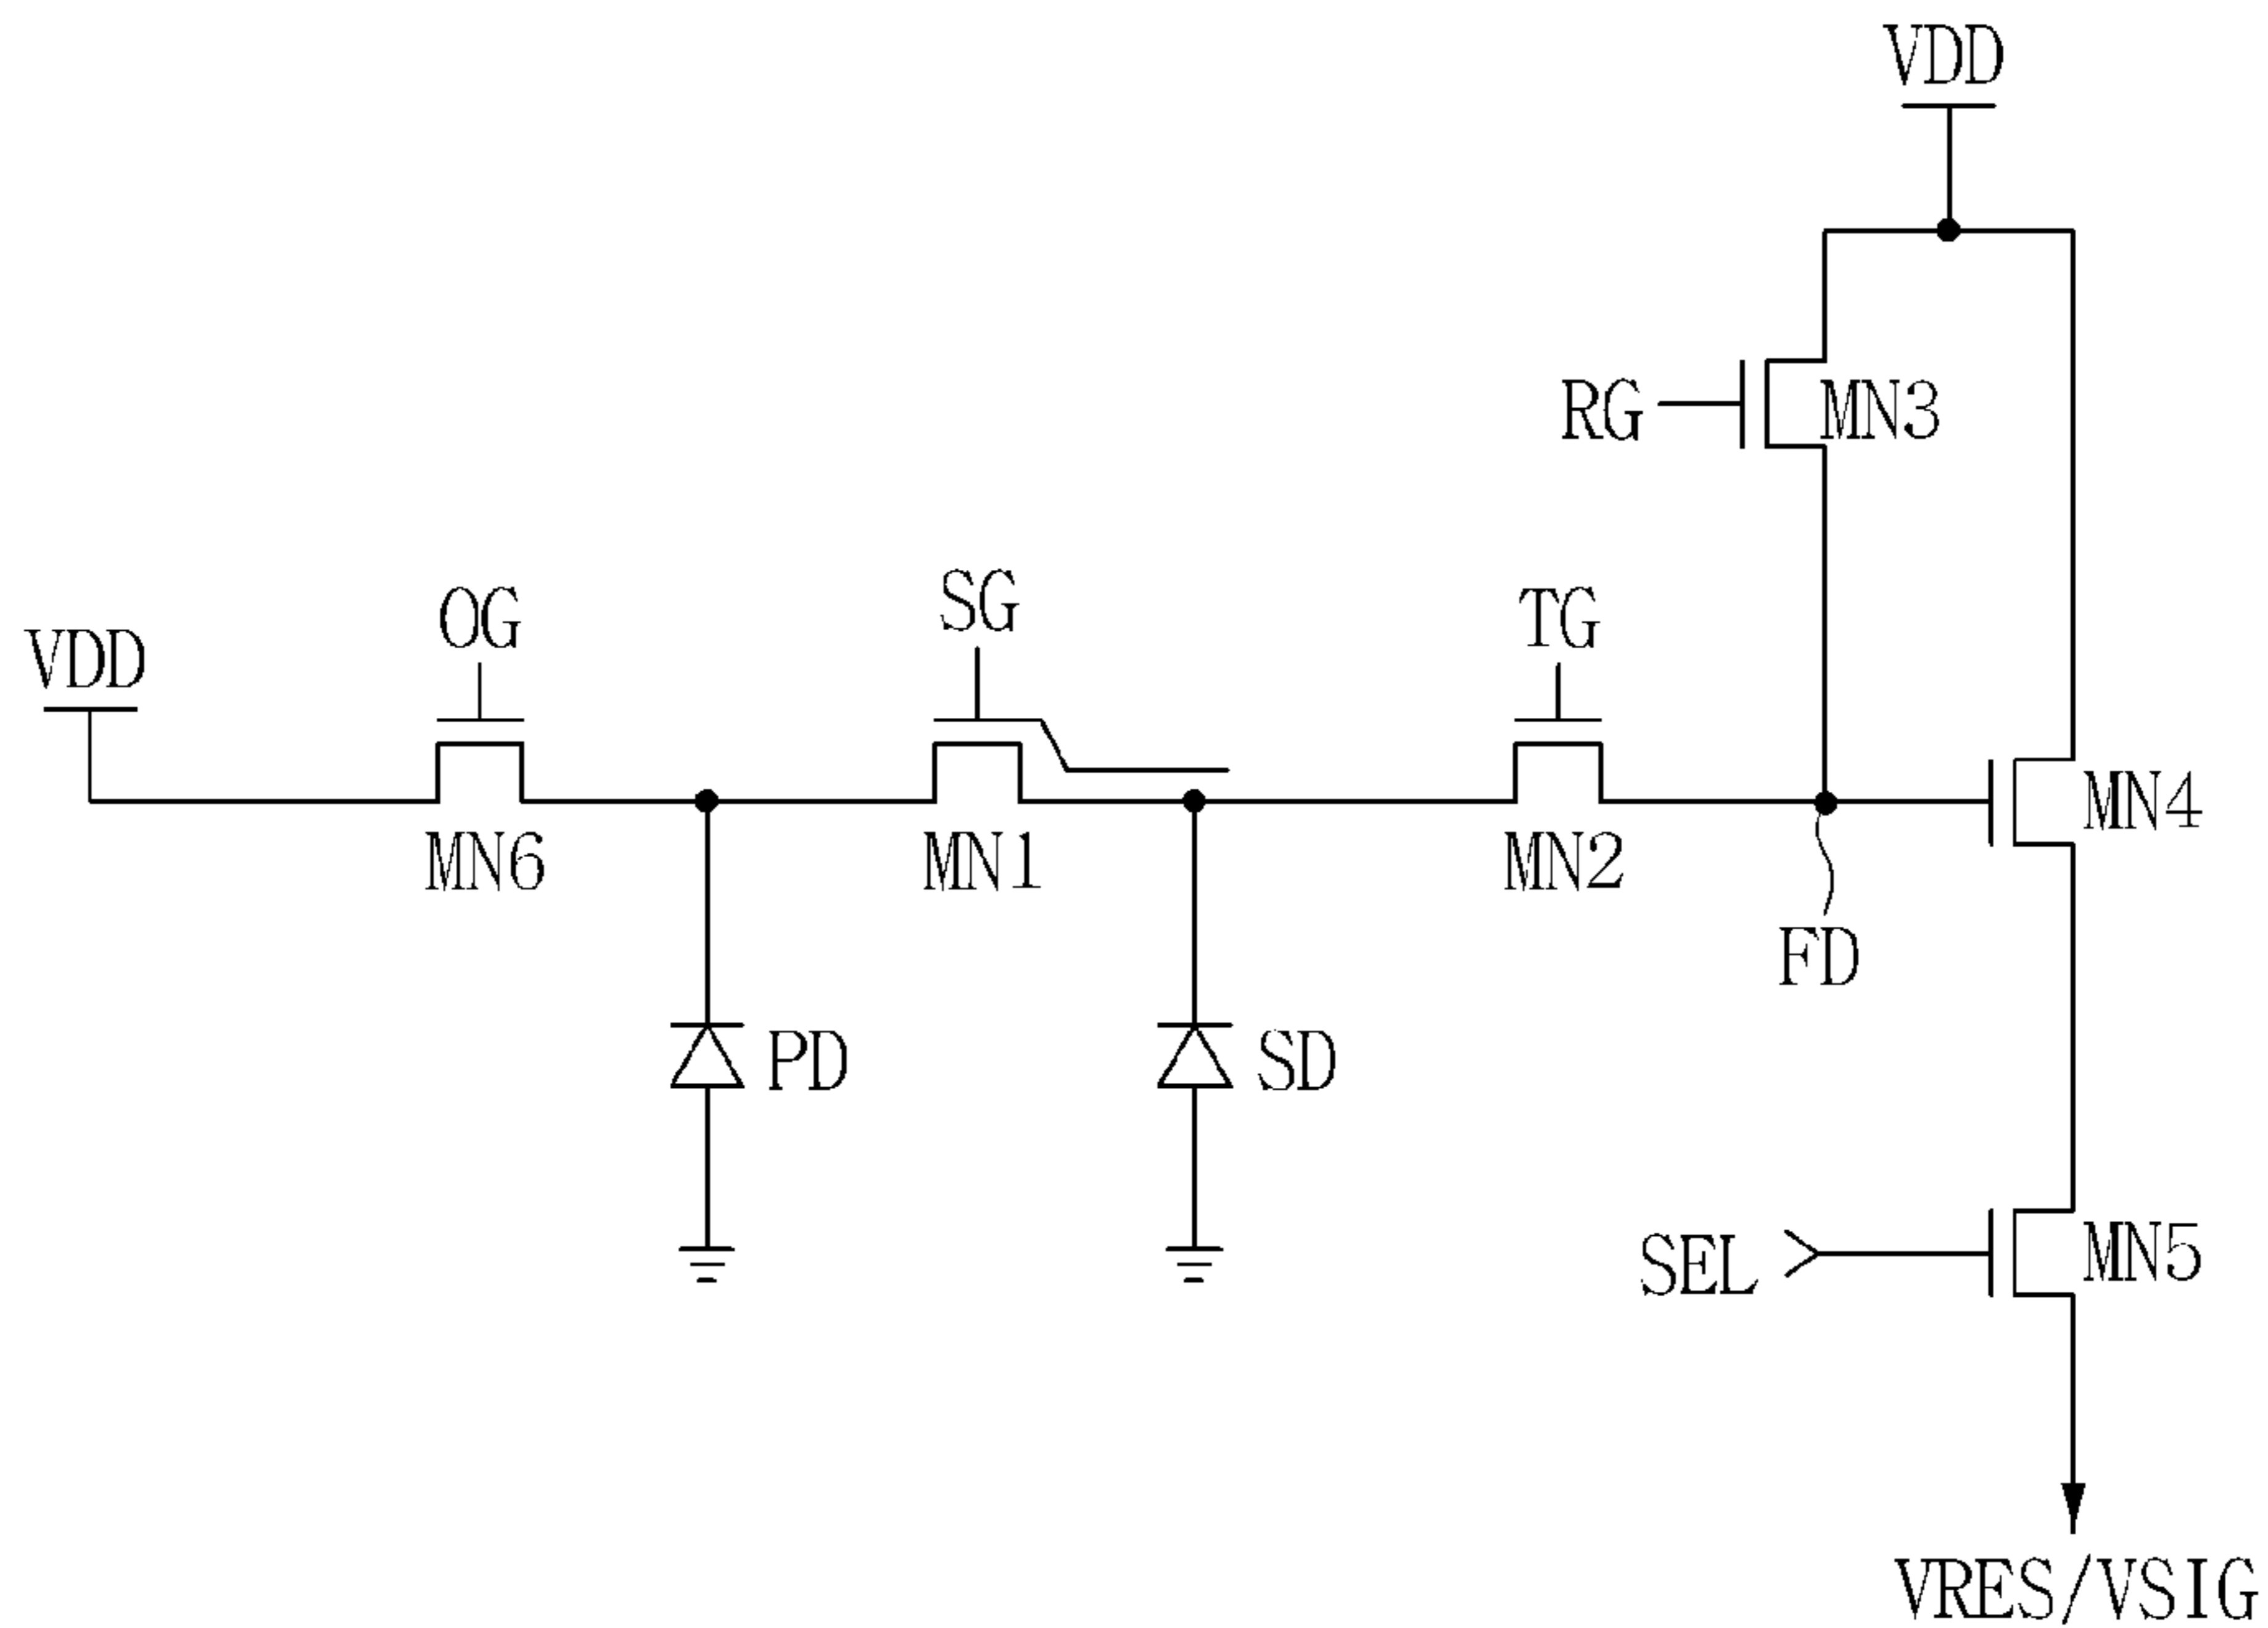 VDD
RG
MN3
OG
SG
TG
VDD
MN4
MN6
MN1
MN2
FD
PD
SD
SEL
MN5
VRES/VSIG